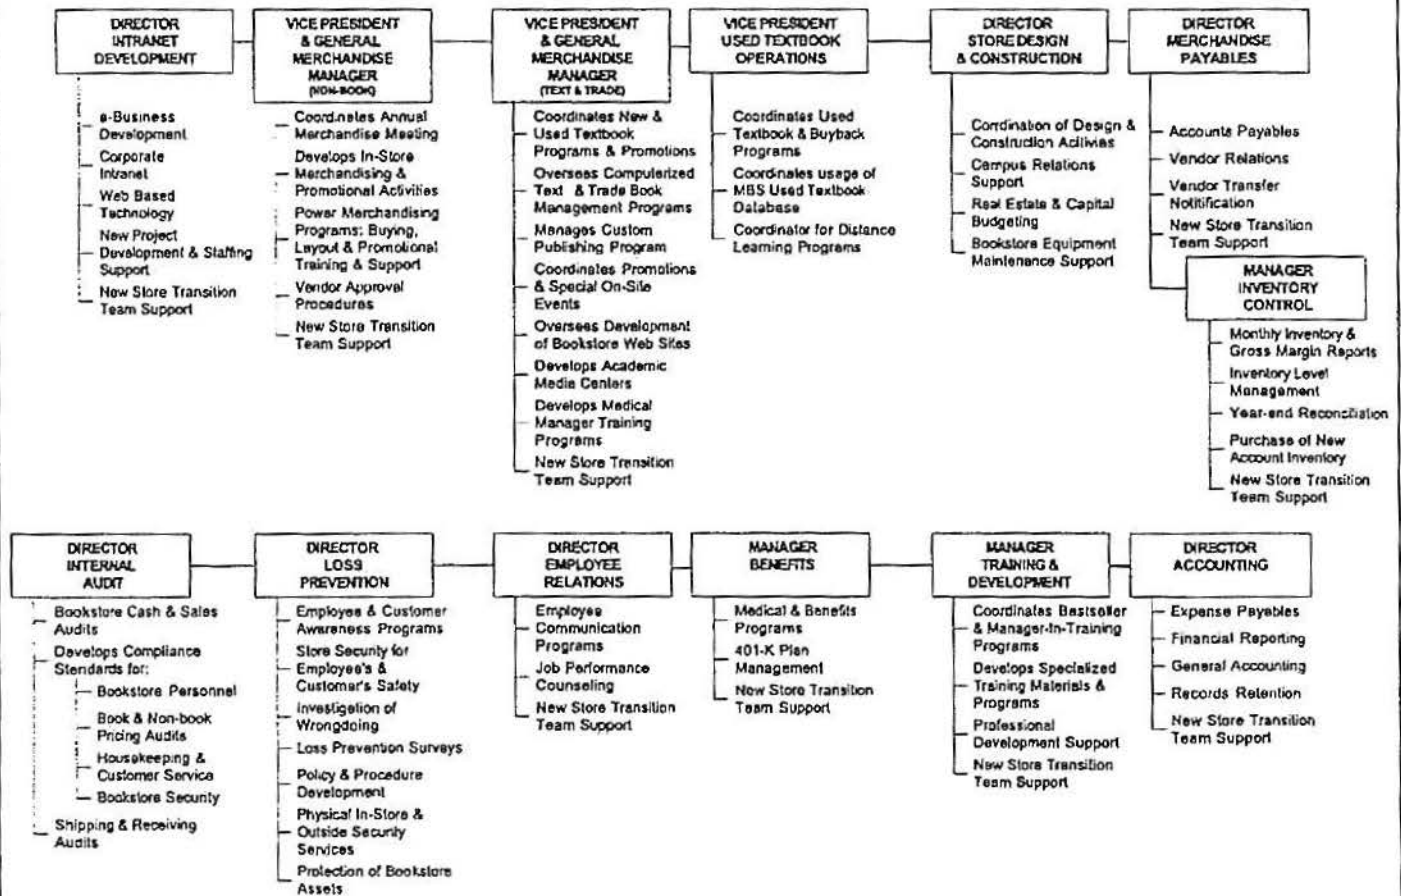 DIRECTOR
INTRANET
DEVELOPMENT
e-Business
Development
Corporate
Intranet
Web Based
Technology
New Project
Development & Staffing
Support
New Store Transition
Team Support
VICE PRESIDENT
& GENERAL
MERCHANDISE
MANAGER
(NON-BOOK)
Coordinates Annual
Merchandise Meeting
Develops In-Store
Merchandising &
Promotional Activities
Power Merchandising
Programs; Buying,
Layout & Promotional
Training & Support
Vendor Approval
Procedures
New Store Transition
Team Support
VICE PRESIDENT
& GENERAL
MERCHANDISE
MANAGER
(TEXT & TRADE)
Coordinates New &
Used Textbook
Programs & Promotions
Oversees Computerized
Text & Trade Book
Management Programs
Manages Custom
Publishing Program
Coordinates Promotions
& Special On-Site
Events
Oversees Development
of Bookstore Web Sites
Develops Academic
Media Centers
Develops Medical
Manager Training
Programs
New Store Transition
Team Support
VICE PRESIDENT
USED TEXTBOOK
OPERATIONS
Coordinates Used
Textbook & Buyback
Programs
Coordinates usage of
MBS Used Textbook
Database
Coordinator for Distance
Learning Programs
DIRECTOR
STORE DESIGN
& CONSTRUCTION
Corrdination of Design &
Construction Activies
Campus Relations
Support
Real Estate & Capital
Budgeting
Bookstore Equipment
Maintenance Support
DIRECTOR
MERCHANDISE
PAYABLES
Accounts Payables
Vendor Relations
Vendor Transfer
Notitification
New Store Transition
Team Support
MANAGER
INVENTORY
CONTROL
Monthly Inventory &
Gross Margin Reports
Inventory Level
Management
Year-end Reconciliation
Purchase of New
Account Inventory
New Store Transition
Team Support
DIRECTOR
INTERNAL
AUDIT
Bookstore Cash & Sales
Audits
Develops Compliance
Standards for:
Bookstore Personnel
Book & Non-book
Pricing Audits
Housekeeping &
Customer Service
Bookstore Security
Shipping & Receiving
Audits
DIRECTOR
LOSS
PREVENTION
Employee & Customer
Awareness Programs
Store Security for
Employee's &
Customer's Safety
Investigation of
Wrongdoing
Loss Prevention Surveys
Policy & Procedure
Development
Physical In-Store &
Outside Security
Services
Protection of Bookstore
Assets
DIRECTOR
EMPLOYEE
RELATIONS
Employee
Communication
Programs
Job Performance
Counseling
New Store Transition
Team Support
MANAGER
BENEFITS
Medical & Benefits
Programs
401-K Plan
Management
New Store Transition
Team Support
MANAGER
TRAINING &
DEVELOPMENT
Coordinates Bestseller
& Manager-In-Training
Programs
Develops Specialized
Training Materials &
Programs
Professional
Development Support
New Store Transition
Team Support
DIRECTOR
ACCOUNTING
Expense Payables
Financial Reporting
General Accounting
Records Retention
New Store Transition
Team Support